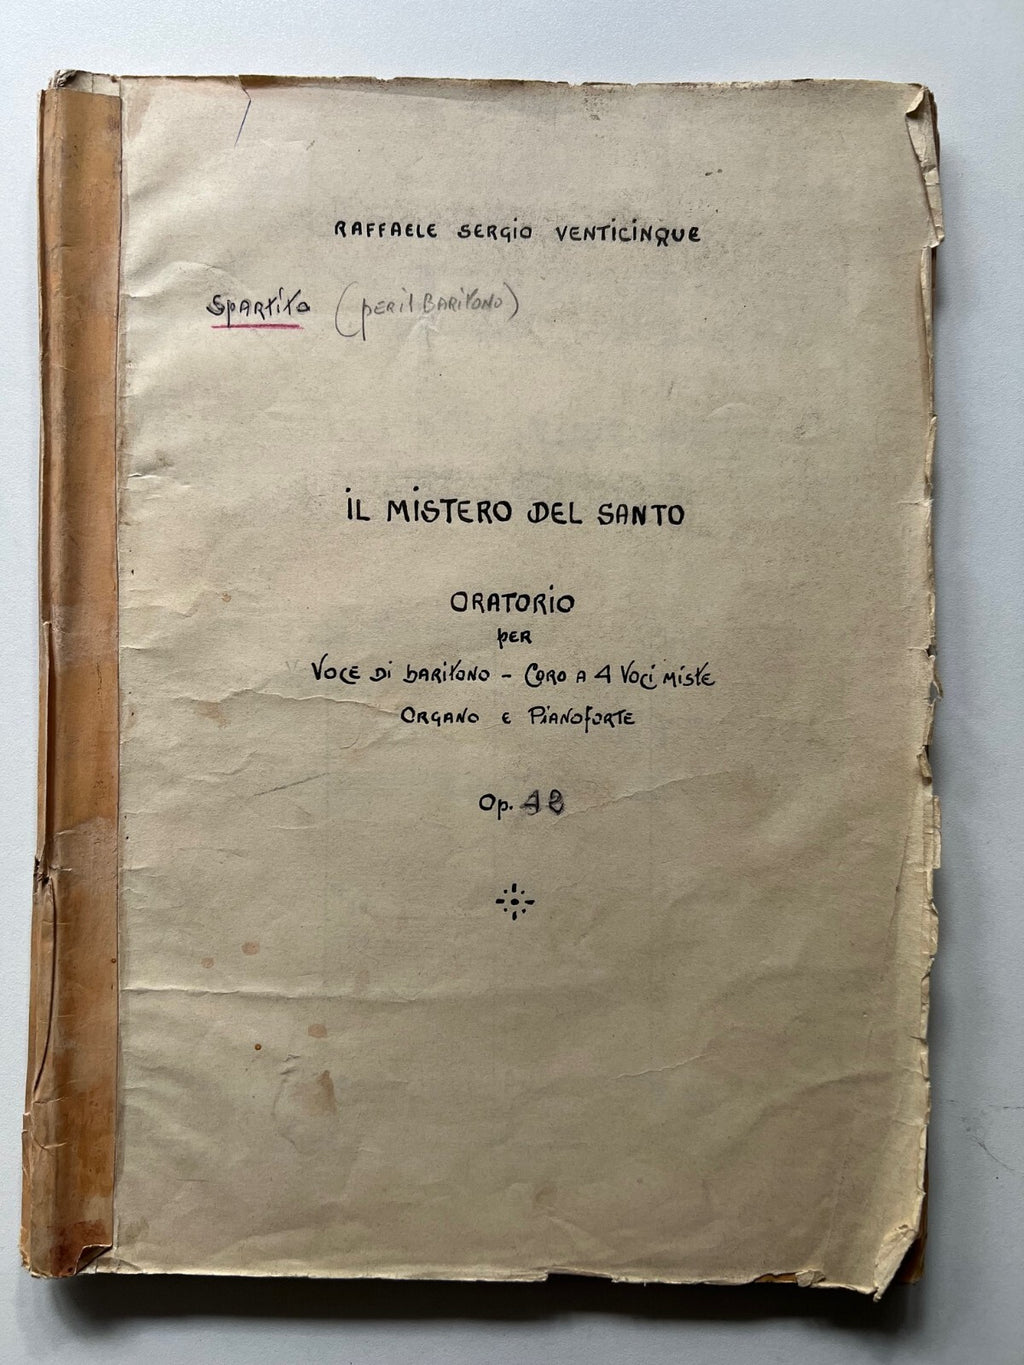 RAFFAELE SERGIO VENTICINQUE
Spartito (per il Baritono)
IL MISTERO DEL SANTO
ORATORIO
per
Voce di baritono - Coro a 4 Voci miste
Organo e Pianoforte
Op.